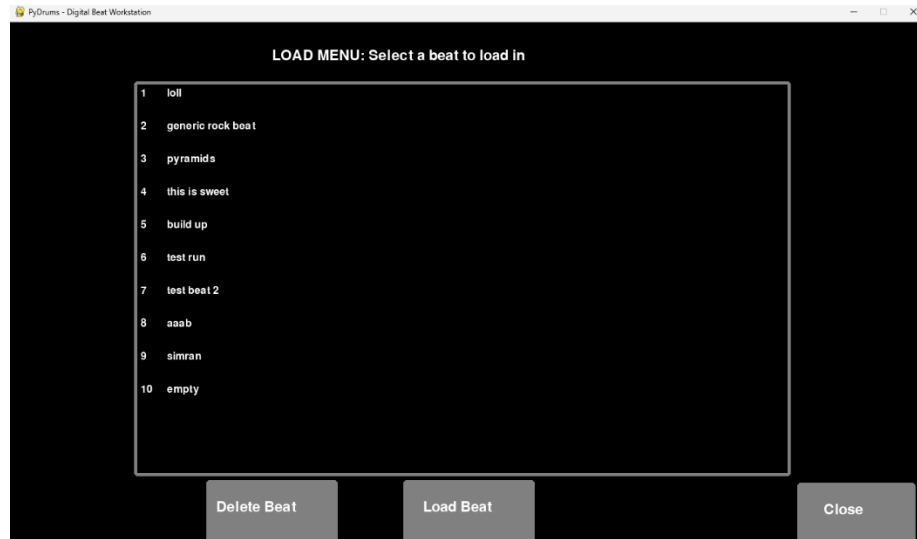 PyDrums - Digital Beat Workstation
LOAD MENU: Select a beat to load in
1 loll
2 generic rock beat
3 pyramids
4 this is sweet
5 build up
6 test run
7 test beat 2
8 aaab
9 simran
10 empty
Delete Beat
Load Beat
Close